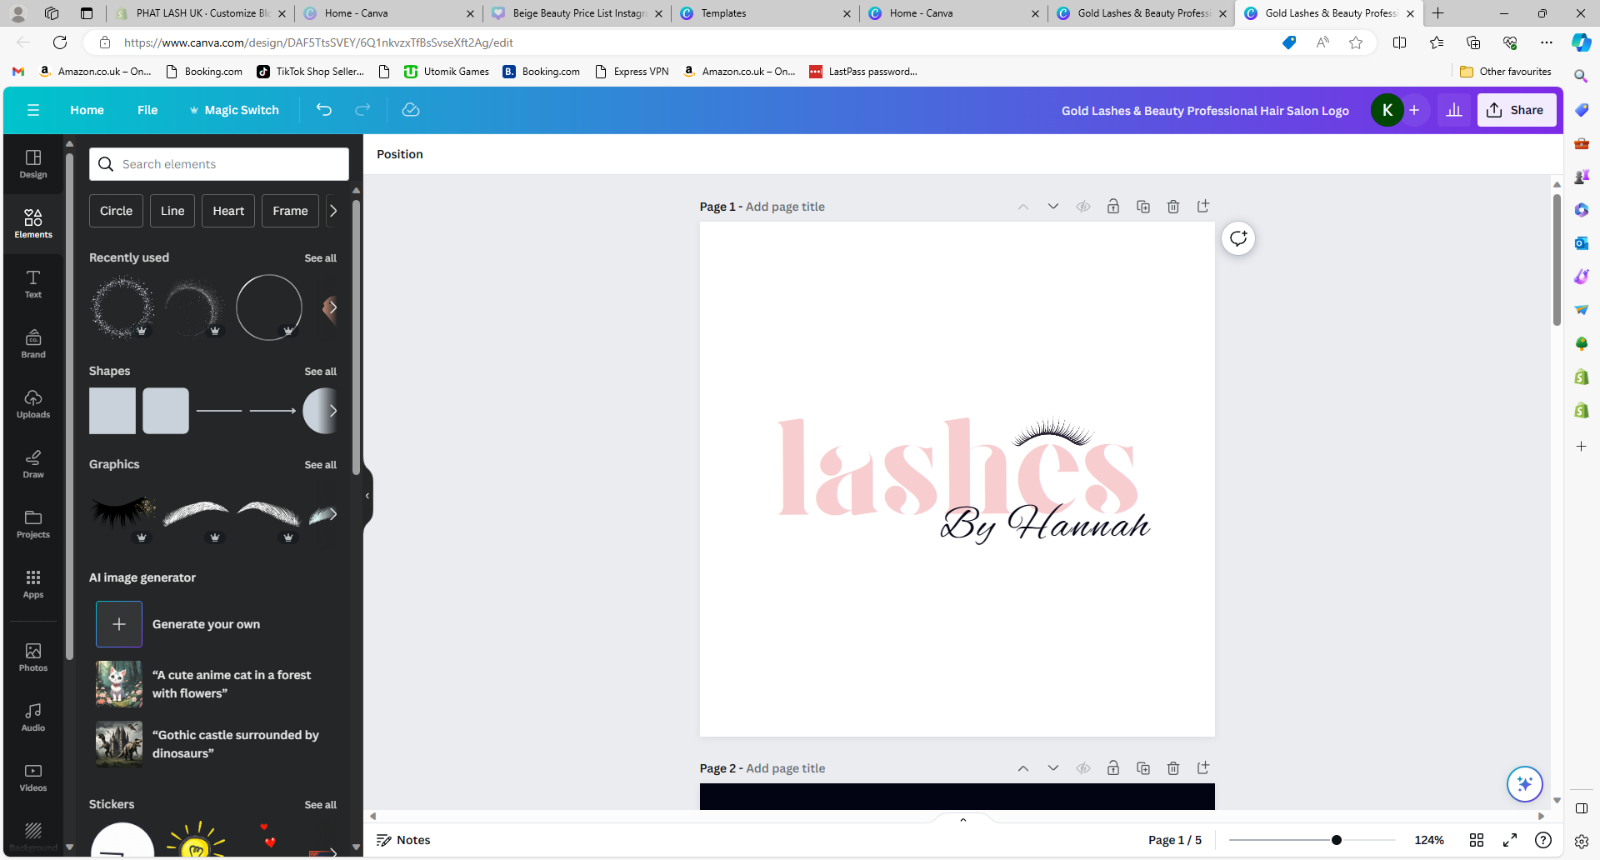 PHAT LASH UK · Customize Blo
Home - Canva
Beige Beauty Price List Instagra
Templates
Home - Canva
Gold Lashes & Beauty Professi
Gold Lashes & Beauty Profess
https://www.canva.com/design/DAF5TtsSVEY/6Q1nkvzxTfBsSvseXft2Ag/edit
Amazon.co.uk – On...
Booking.com
TikTok Shop Seller...
Utomik Games
Booking.com
Express VPN
Amazon.co.uk – On...
LastPass password...
Other favourites
Home
File
Magic Switch
Gold Lashes & Beauty Professional Hair Salon Logo
K
Share
Design
Elements
Text
Brand
Uploads
Draw
Projects
Apps
Photos
Audio
Videos
Background
Search elements
Circle
Line
Heart
Frame
Recently used
See all
Shapes
See all
Graphics
See all
AI image generator
Generate your own
“A cute anime cat in a forest
with flowers”
“Gothic castle surrounded by
dinosaurs”
Stickers
See all
Position
Page 1 - Add page title
lashes
By Hannah
Page 2 - Add page title
Notes
Page 1 / 5
124%